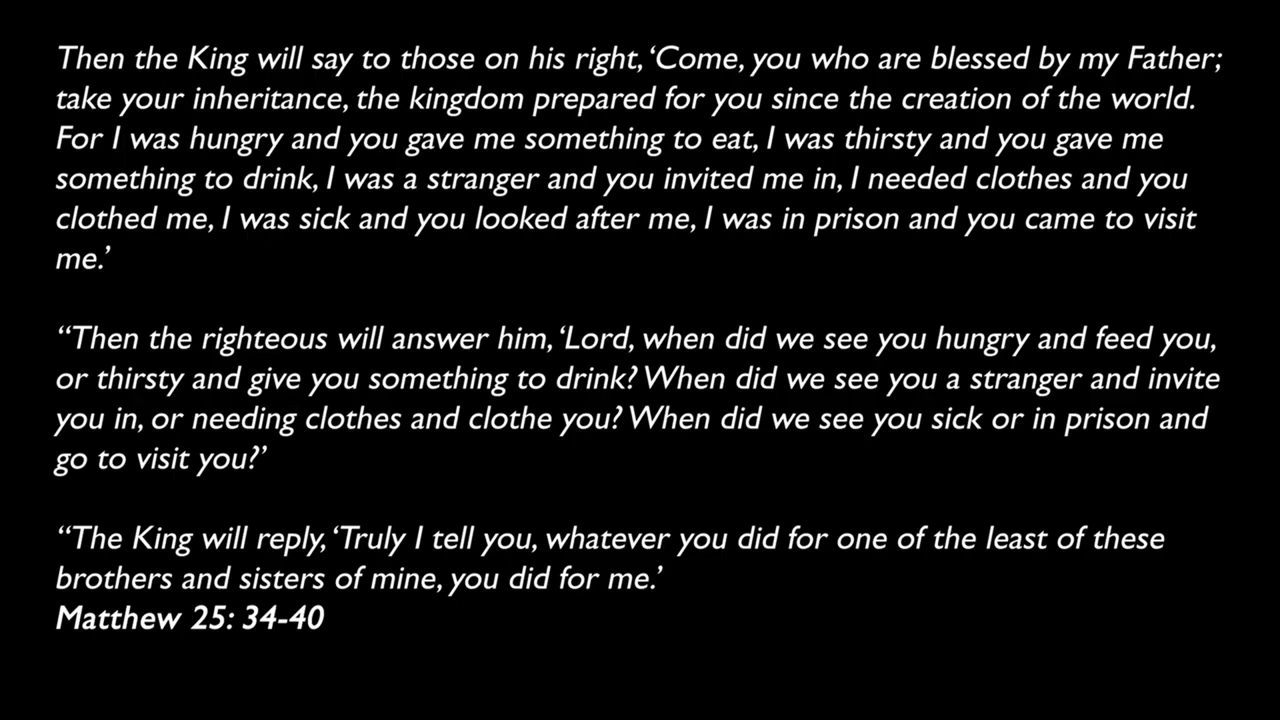 Then the King will say to those on his right, ‘Come, you who are blessed by my Father;
take your inheritance, the kingdom prepared for you since the creation of the world.
For I was hungry and you gave me something to eat, I was thirsty and you gave me
something to drink, I was a stranger and you invited me in, I needed clothes and you
clothed me, I was sick and you looked after me, I was in prison and you came to visit
me.’
“Then the righteous will answer him, ‘Lord, when did we see you hungry and feed you,
or thirsty and give you something to drink? When did we see you a stranger and invite
you in, or needing clothes and clothe you? When did we see you sick or in prison and
go to visit you?’
“The King will reply, ‘Truly I tell you, whatever you did for one of the least of these
brothers and sisters of mine, you did for me.’
Matthew 25: 34-40